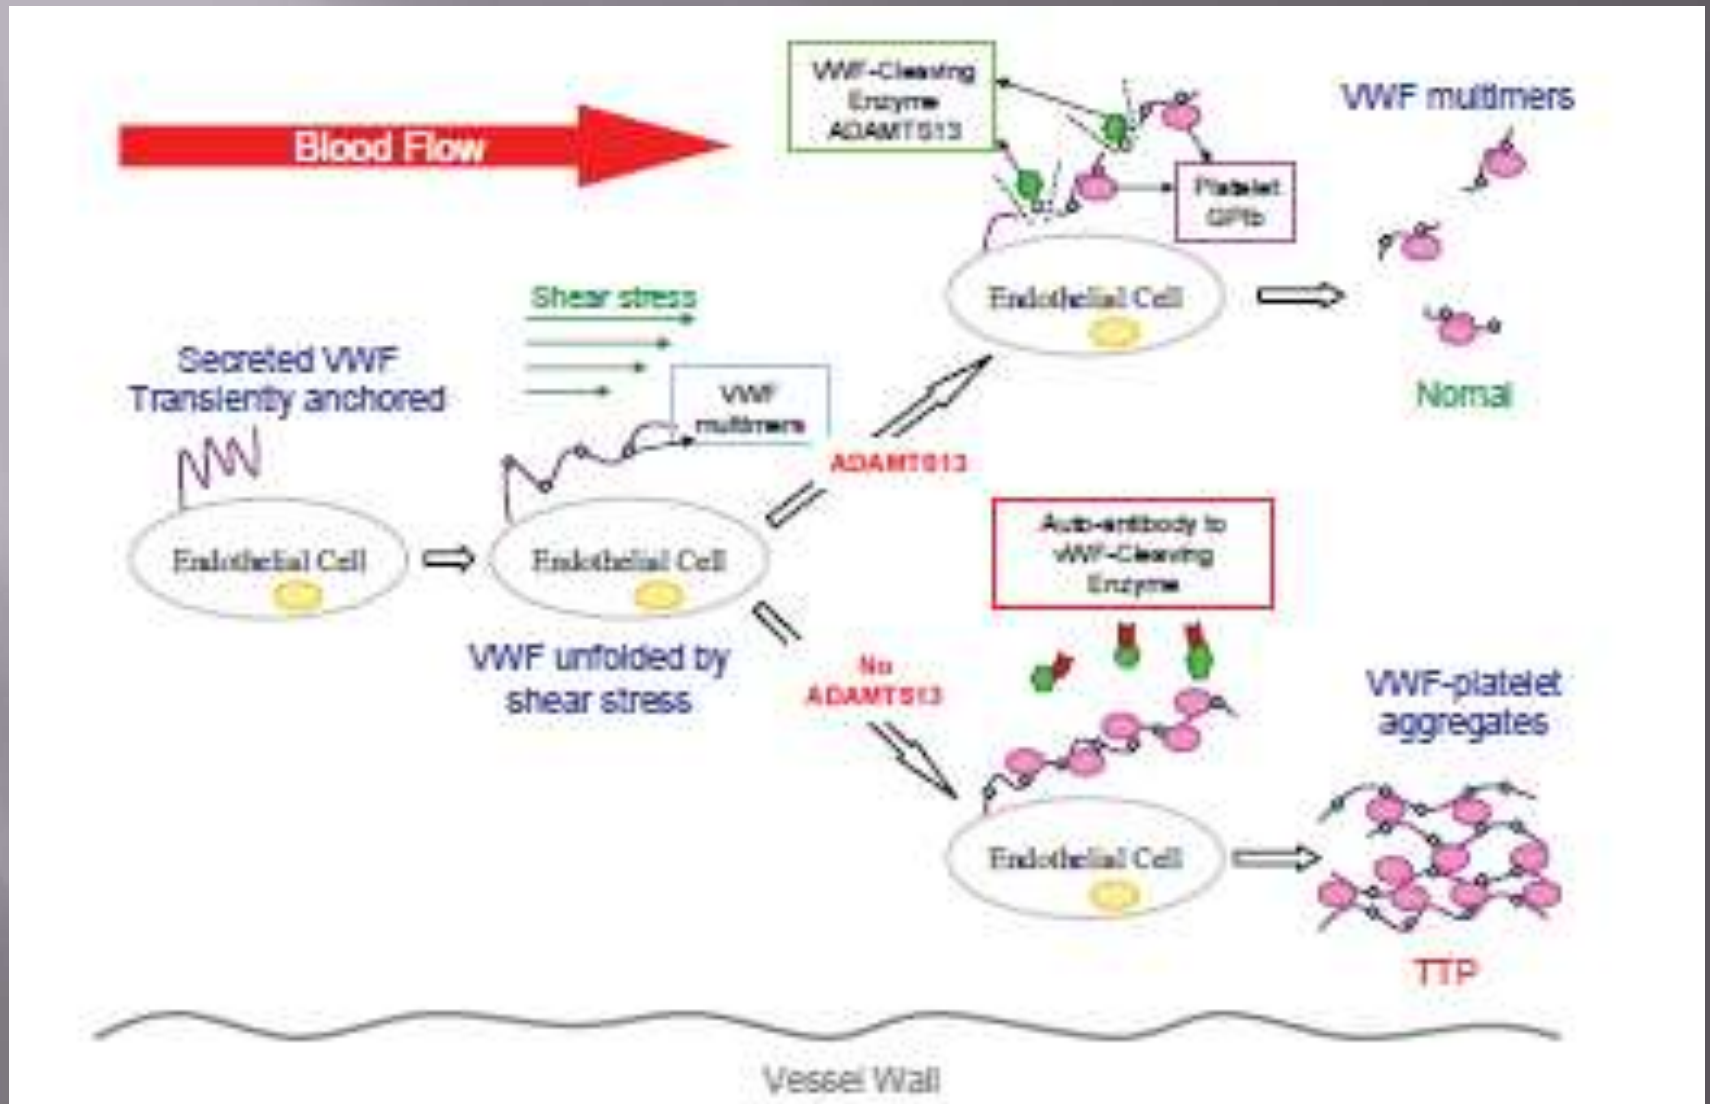 Blood Flow
VWF-Cleaving
Enzyme
ADAMTS13
VWF multimers
Platelet
GPIb
Endothelial Cell
Normal
Shear stress
Secreted VWF
Transiently anchored
VWF
multimers
ADAMTS13
Endothelial Cell
Endothelial Cell
VWF unfolded by
shear stress
Auto-antibody to
vWF-Cleaving
Enzyme
No
ADAMTS13
VWF-platelet
aggregates
Endothelial Cell
TTP
Vessel Wall